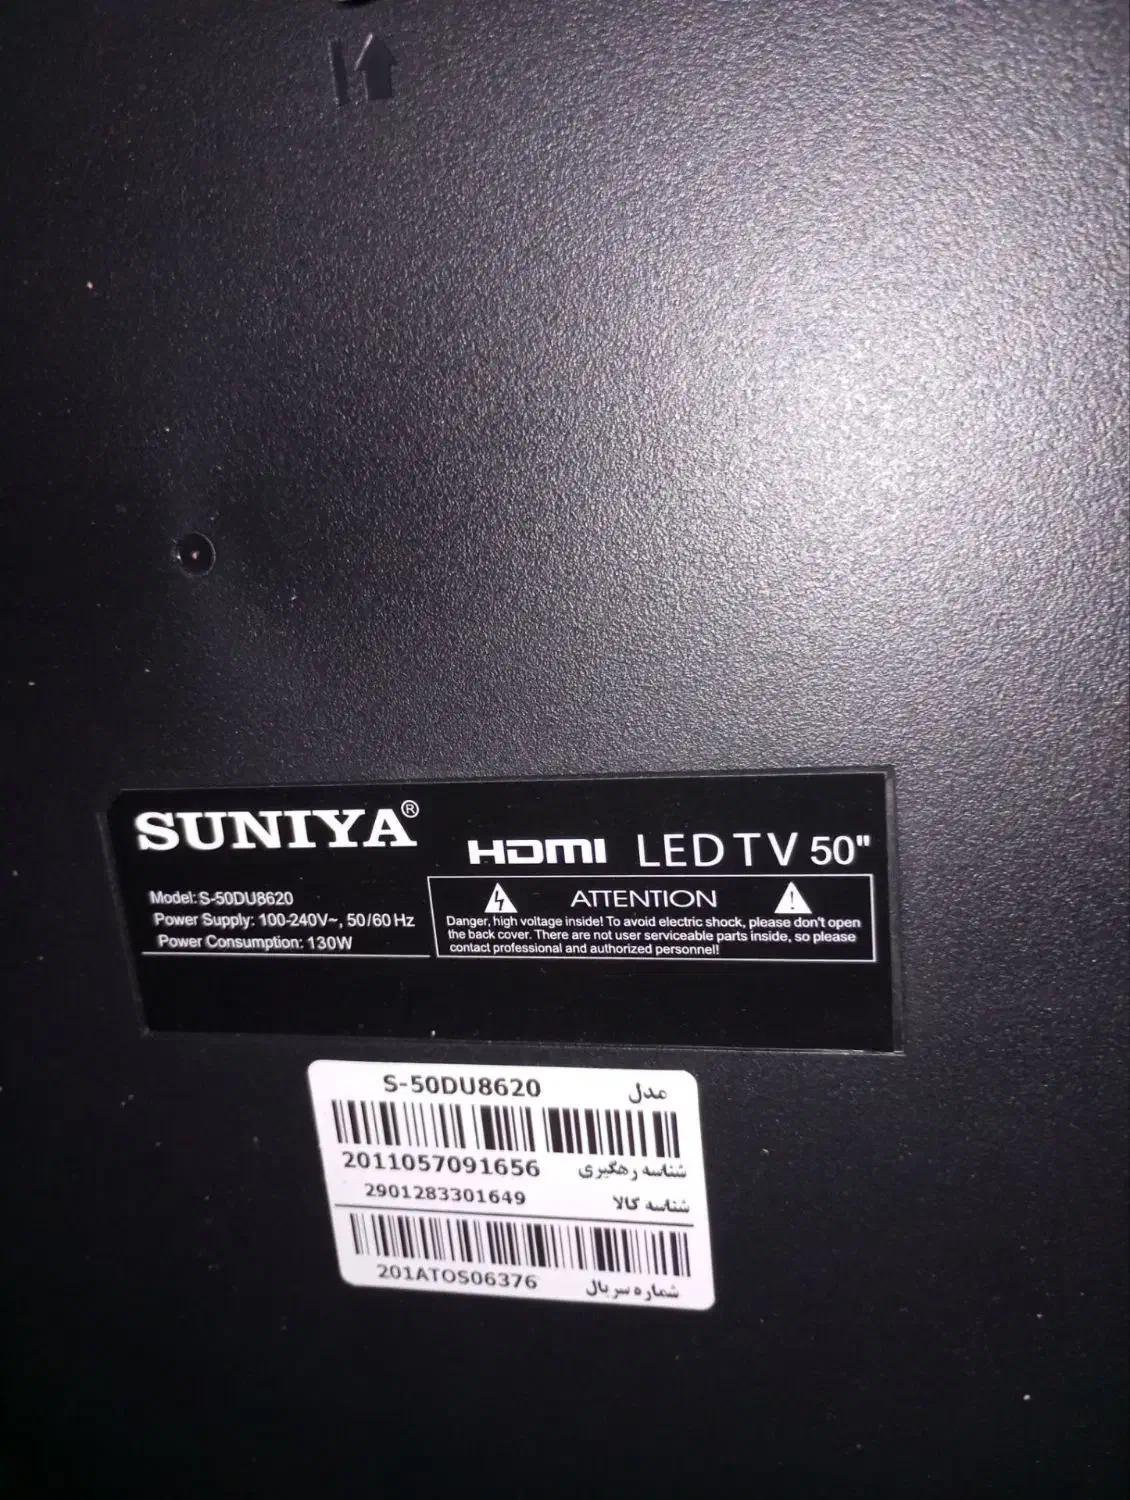 SUNIYA®
HDMI LED TV 50"
Model: S-50DU8620
Power Supply: 100-240V~, 50/60 Hz
Power Consumption: 130W
ATTENTION
Danger, high voltage inside! To avoid electric shock, please don't open
the back cover. There are not user serviceable parts inside, so please
contact professional and authorized personnel!
S-50DU8620 مدل
2011057091656 شناسه رهگیری
2901283301649 شناسه کالا
201ATOS06376 شماره سریال